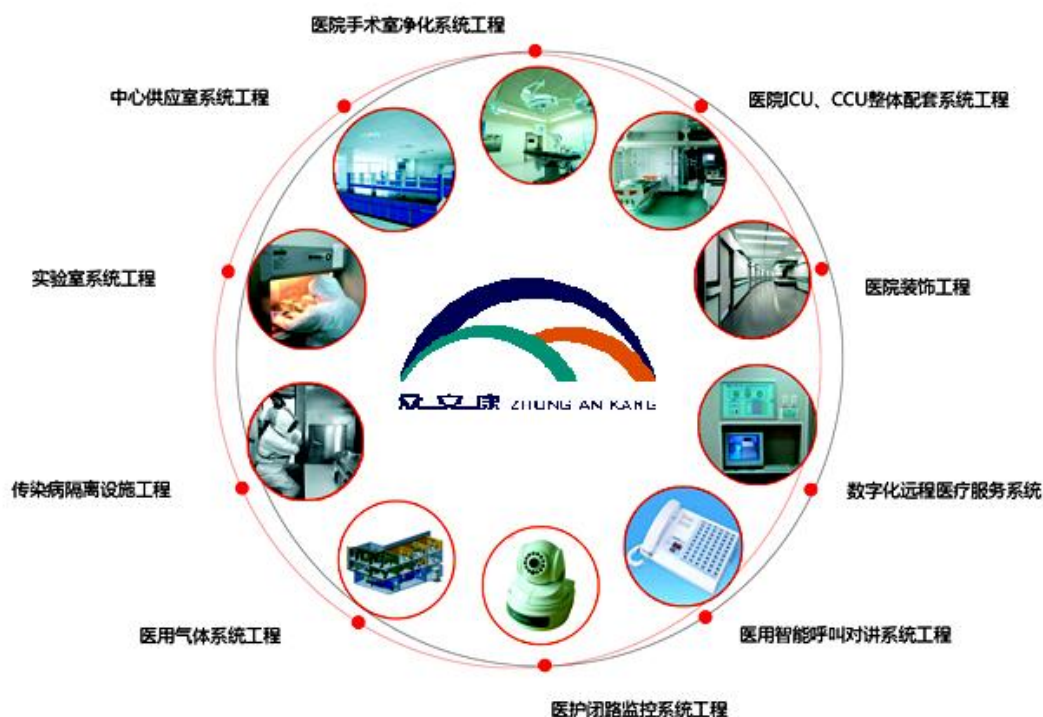 医院手术室净化系统工程
中心供应室系统工程
医院ICU、CCU整体配套系统工程
实验室系统工程
医院装饰工程
众安康 ZHONG AN KANG
传染病隔离设施工程
数字化远程医疗服务系统
医用气体系统工程
医用智能呼叫对讲系统工程
医护闭路监控系统工程